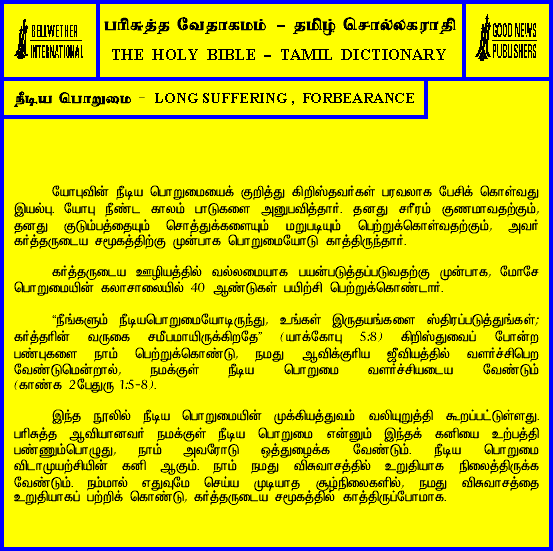 BELLWETHER
INTERNATIONAL
பரிசுத்த வேதாகமம் – தமிழ் சொல்லகராதி
THE HOLY BIBLE – TAMIL DICTIONARY
GOOD NEWS
PUBLISHERS
நீடிய பொறுமை – LONG SUFFERING , FORBEARANCE
யோபுவின் நீடிய பொறுமையைக் குறித்து கிறிஸ்தவர்கள் பரவலாக பேசிக் கொள்வது
இயல்பு. யோபு நீண்ட காலம் பாடுகளை அனுபவித்தார். தனது சரீரம் குணமாவதற்கும்,
தனது குடும்பத்தையும் சொத்துக்களையும் மறுபடியும் பெற்றுக்கொள்வதற்கும், அவர்
கர்த்தருடைய சமூகத்திற்கு முன்பாக பொறுமையோடு காத்திருந்தார்.
கர்த்தருடைய ஊழியத்தில் வல்லமையாக பயன்படுத்தப்படுவதற்கு முன்பாக, மோசே
பொறுமையின் கலாசாலையில் 40 ஆண்டுகள் பயிற்சி பெற்றுக்கொண்டார்.
“நீங்களும் நீடியபொறுமையோடிருந்து, உங்கள் இருதயங்களை ஸ்திரப்படுத்துங்கள்;
கர்த்தரின் வருகை சமீபமாயிருக்கிறதே” (யாக்கோபு 5:8) கிறிஸ்துவைப் போன்ற
பண்புகளை நாம் பெற்றுக்கொண்டு, நமது ஆவிக்குரிய ஜீவியத்தில் வளர்ச்சிபெற
வேண்டுமென்றால், நமக்குள் நீடிய பொறுமை வளர்ச்சியடைய வேண்டும்
(காண்க 2பேதுரு 1:5-8).
இந்த நூலில் நீடிய பொறுமையின் முக்கியத்துவம் வலியுறுத்தி கூறப்பட்டுள்ளது.
பரிசுத்த ஆவியானவர் நமக்குள் நீடிய பொறுமை என்னும் இந்தக் கனியை உற்பத்தி
பண்ணும்பொழுது, நாம் அவரோடு ஒத்துழைக்க வேண்டும். நீடிய பொறுமை
விடாமுயற்சியின் கனி ஆகும். நாம் நமது விசுவாசத்தில் உறுதியாக நிலைத்திருக்க
வேண்டும். நம்மால் எதுவுமே செய்ய முடியாத சூழ்நிலைகளில், நமது விசுவாசத்தை
உறுதியாகப் பற்றிக் கொண்டு, கர்த்தருடைய சமூகத்தில் காத்திருப்போமாக.